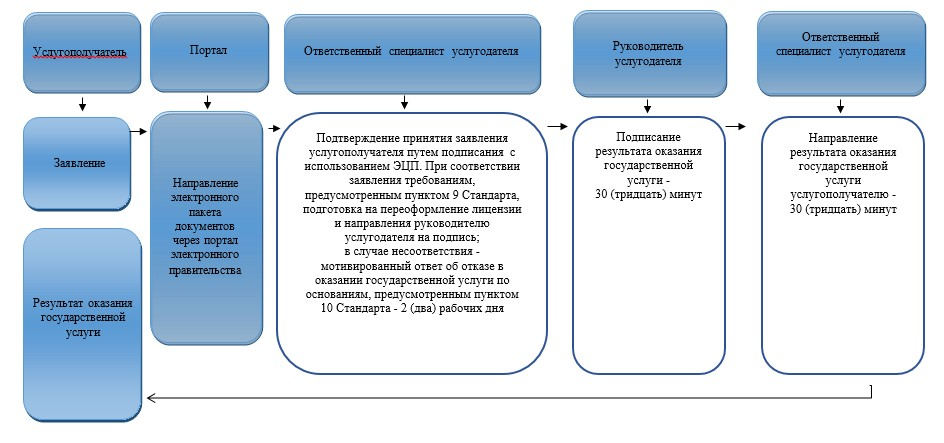 Услугополучатель
Портал
Ответственный специалист услугодателя
Руководитель
услугодателя
Ответственный
специалист услугодателя
Заявление
Направление
электронного
пакета
документов
через портал
электронного
правительства
Подтверждение принятия заявления
услугополучателя путем подписания с
использованием ЭЦП. При соответствии
заявления требованиям,
предусмотренным пунктом 9 Стандарта,
подготовка на переоформление лицензии
и направления руководителю
услугодателя на подпись;
в случае несоответствия -
мотивированный ответ об отказе в
оказании государственной услуги по
основаниям, предусмотренным пунктом
10 Стандарта - 2 (два) рабочих дня
Подписание
результата оказания
государственной
услуги -
30 (тридцать) минут
Направление
результата оказания
государственной
услуги
услугополучателю -
30 (тридцать) минут
Результат оказания
государственной
услуги